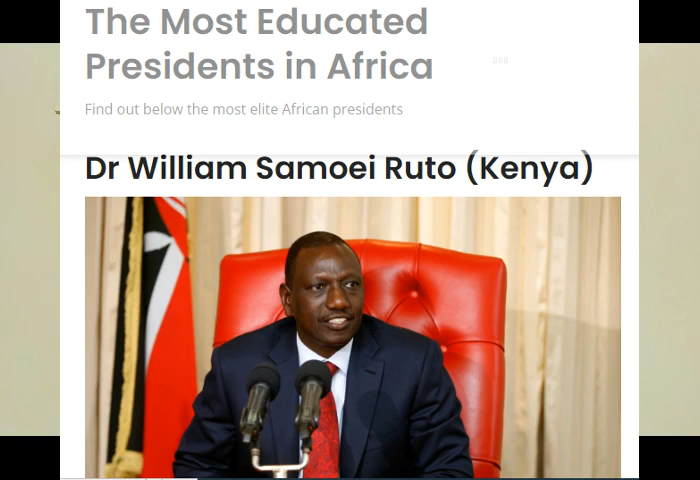 The Most Educated
Presidents in Africa
Find out below the most elite African presidents
Dr William Samoei Ruto (Kenya)